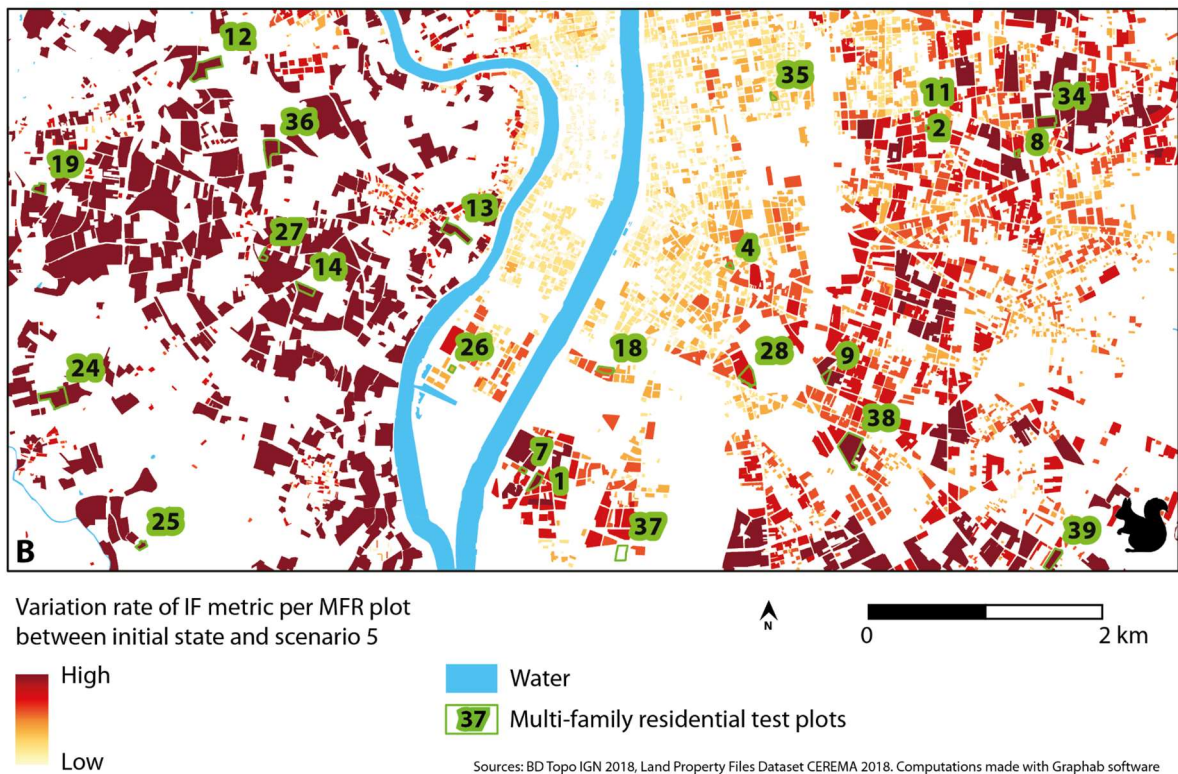 12
35
11
34
36
2
8
19
13
27
4
14
26
18
28
9
24
38
7
1
25
37
39
B
Variation rate of IF metric per MFR plot
between initial state and scenario 5
High
Low
Water
37 Multi-family residential test plots
N
0 2 km
Sources: BD Topo IGN 2018, Land Property Files Dataset CEREMA 2018. Computations made with Graphab software